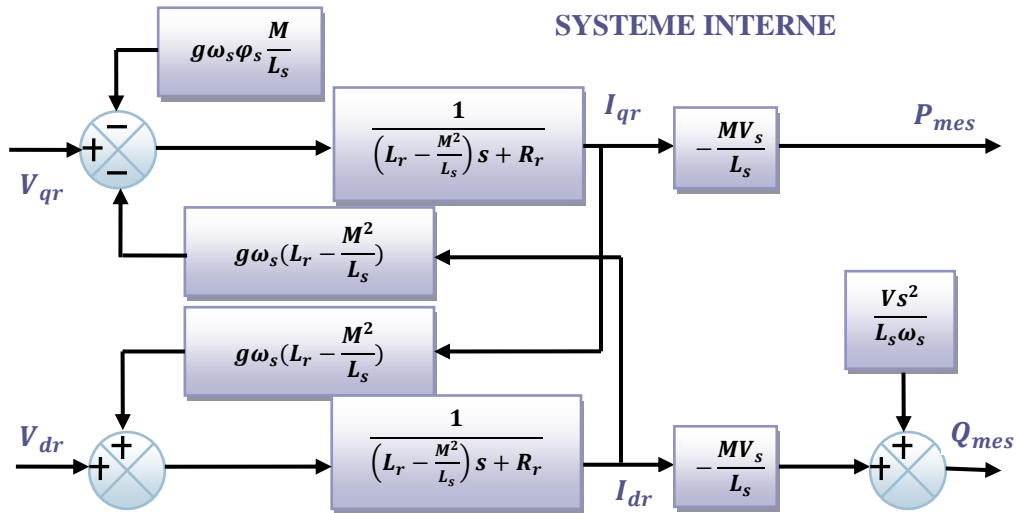 SYSTEME INTERNE
gω_sφ_s M/L_s
−
+
−
V_qr
1/((L_r − M²/L_s)s + R_r)
I_qr
−MV_s/L_s
P_mes
gω_s(L_r − M²/L_s)
gω_s(L_r − M²/L_s)
Vs²/(L_sω_s)
V_dr
+
+
1/((L_r − M²/L_s)s + R_r)
I_dr
−MV_s/L_s
+
+
Q_mes